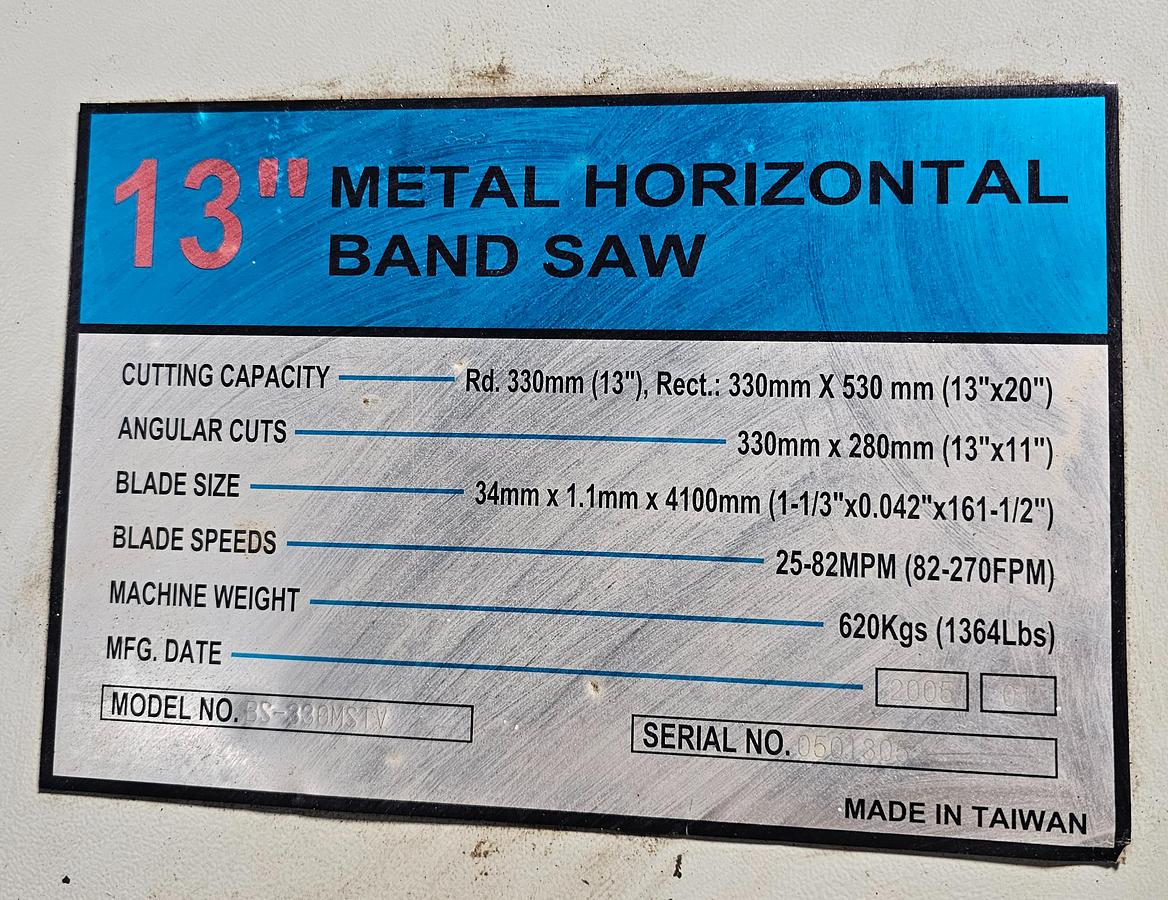 13" METAL HORIZONTAL
BAND SAW
CUTTING CAPACITY Rd. 330mm (13"), Rect.: 330mm X 530 mm (13"x20")
ANGULAR CUTS 330mm x 280mm (13"x11")
BLADE SIZE 34mm x 1.1mm x 4100mm (1-1/3"x0.042"x161-1/2")
BLADE SPEEDS 25-82MPM (82-270FPM)
MACHINE WEIGHT 620Kgs (1364Lbs)
MFG. DATE 2005
MODEL NO. BS-330MSTV
SERIAL NO.
MADE IN TAIWAN